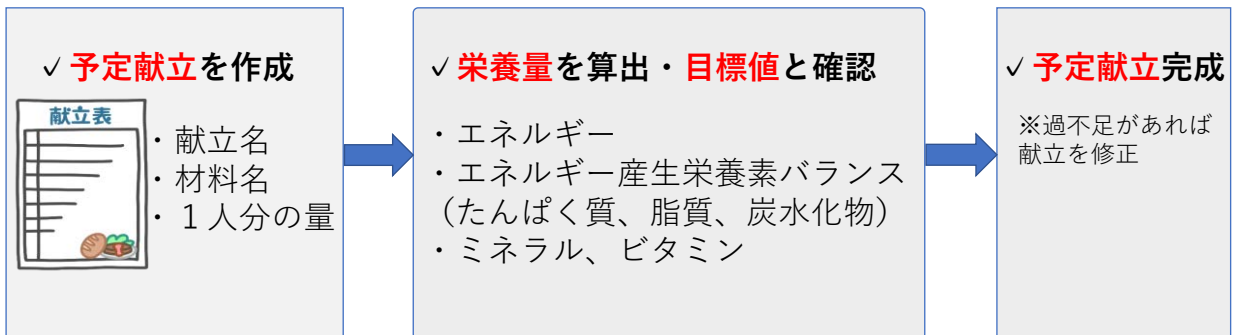 ✓予定献立を作成
献立表
・献立名
・材料名
・１人分の量
✓栄養量を算出・目標値と確認
・エネルギー
・エネルギー産生栄養素バランス
（たんぱく質、脂質、炭水化物）
・ミネラル、ビタミン
✓予定献立完成
※過不足があれば
献立を修正